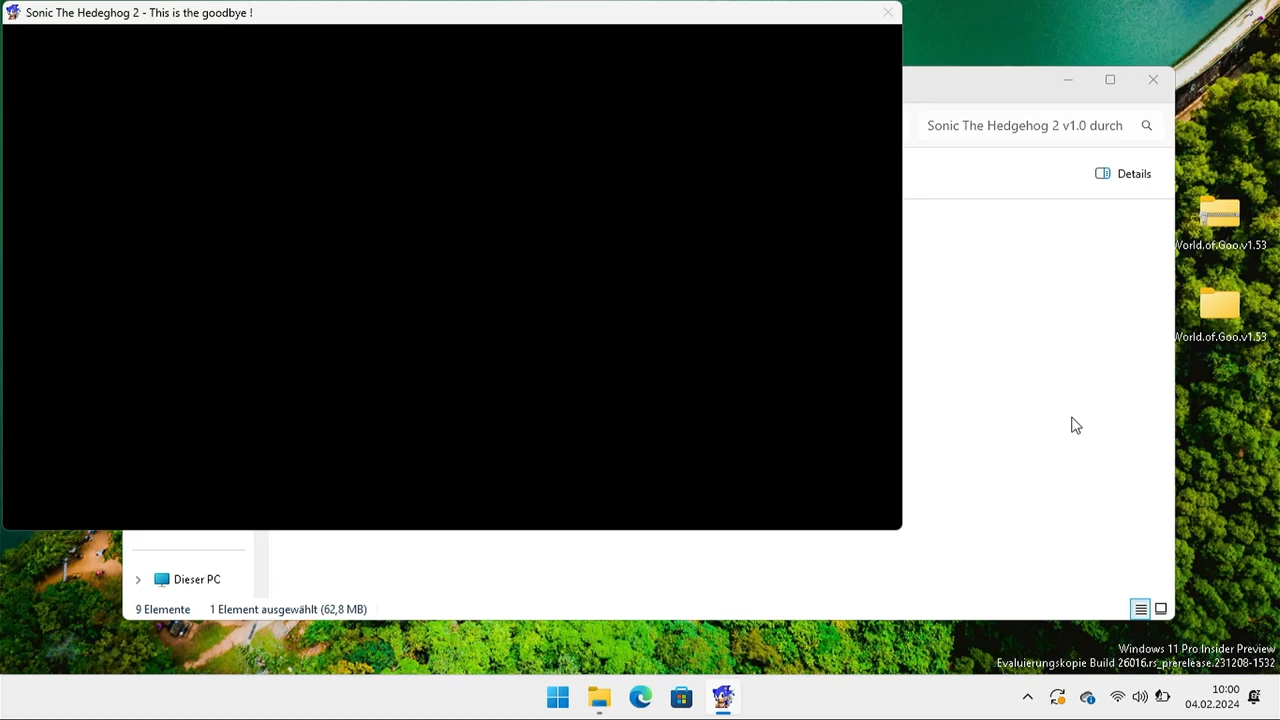 Sonic The Hedeghog 2 - This is the goodbye !
Sonic The Hedgehog 2 v1.0 durch
Details
World.of.Goo.v1.53
World.of.Goo.v1.53
Dieser PC
9 Elemente 1 Element ausgewählt (62,8 MB)
Windows 11 Pro Insider Preview
Evaluierungskopie Build 26016.rs_prerelease.231208-1532
10:00
04.02.2024